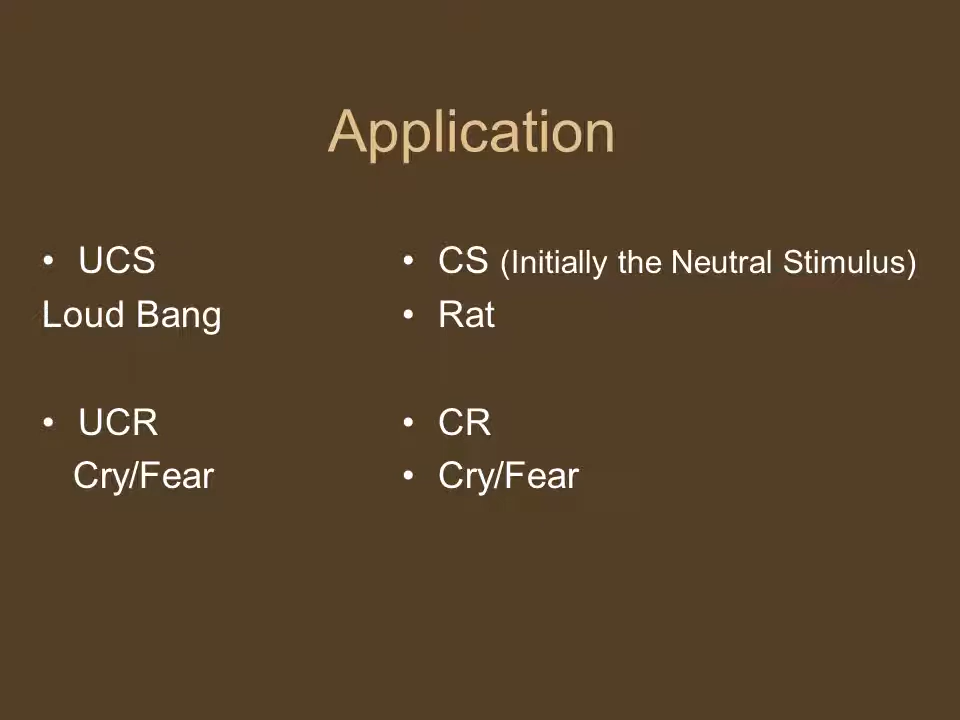 Application
• UCS
Loud Bang
• UCR
Cry/Fear
• CS (Initially the Neutral Stimulus)
• Rat
• CR
• Cry/Fear